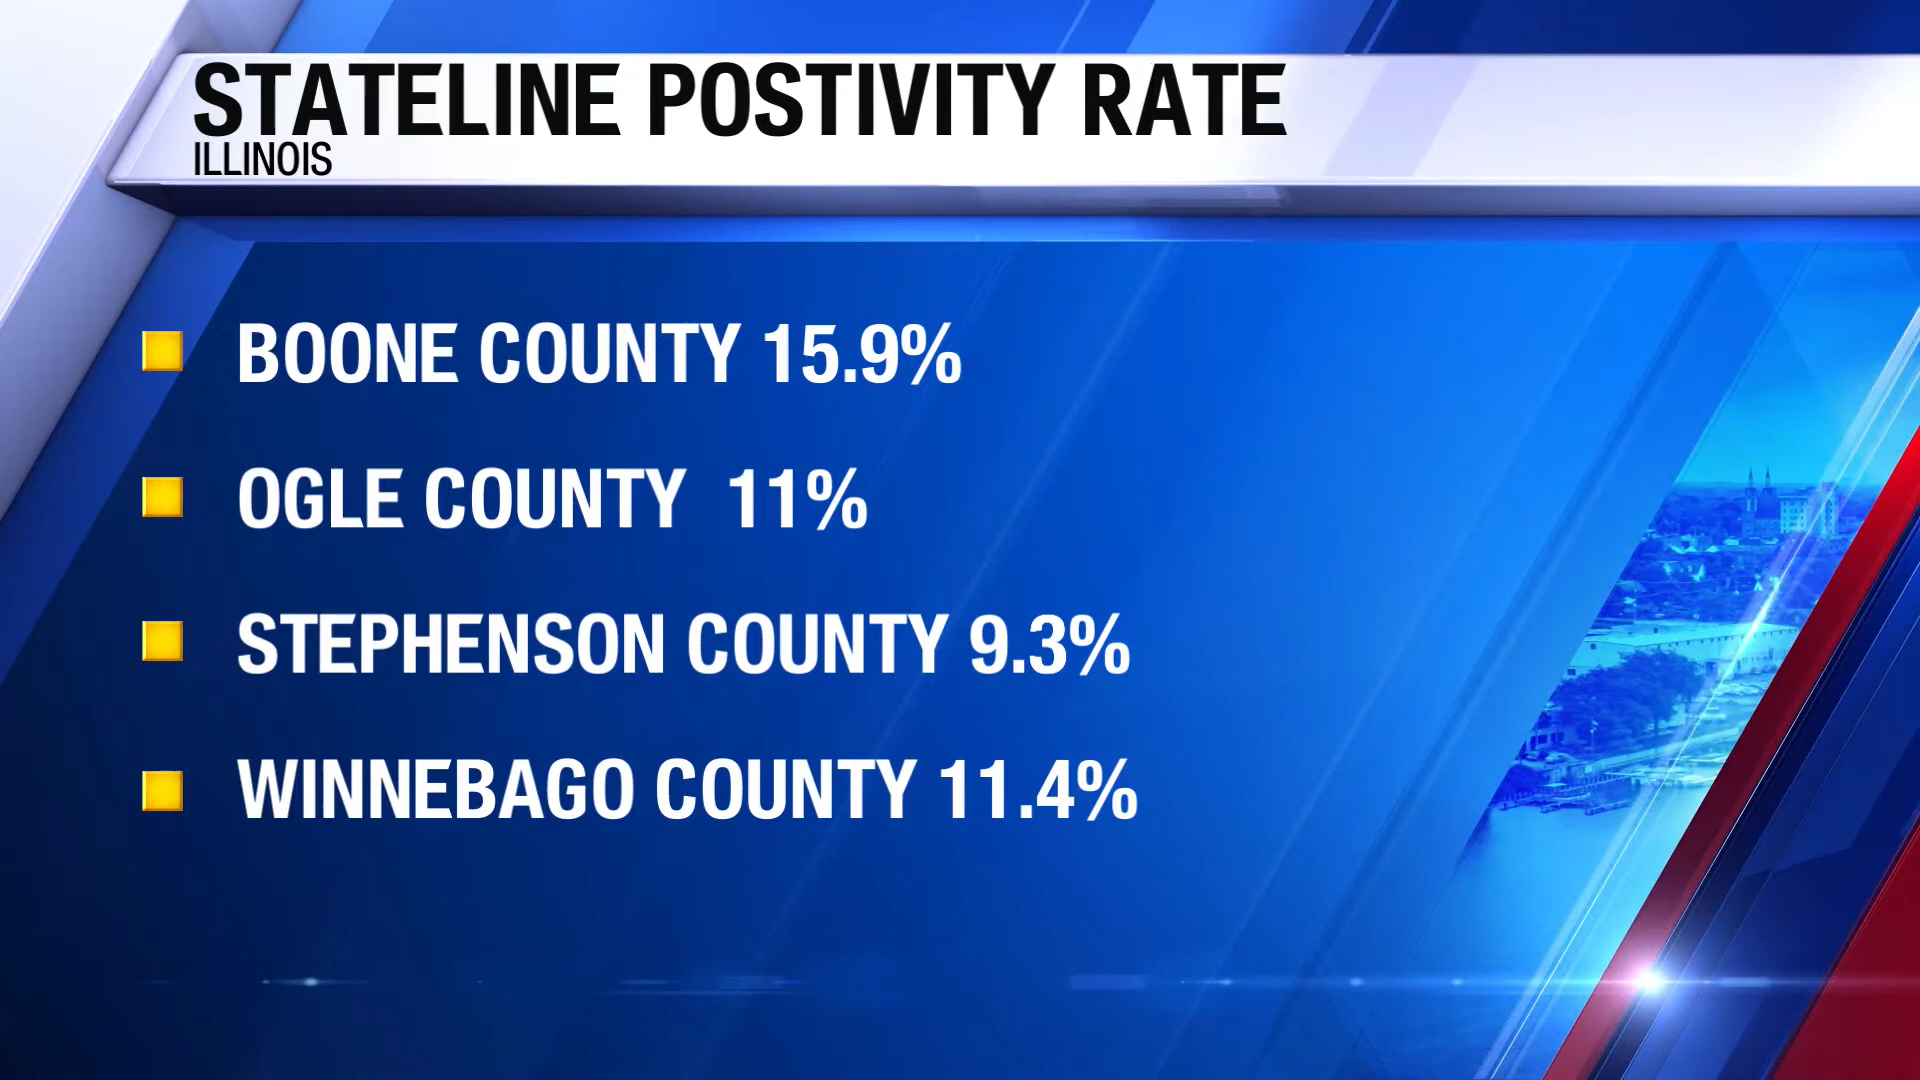 STATELINE POSTIVITY RATE
ILLINOIS
BOONE COUNTY 15.9%
OGLE COUNTY  11%
STEPHENSON COUNTY 9.3%
WINNEBAGO COUNTY 11.4%